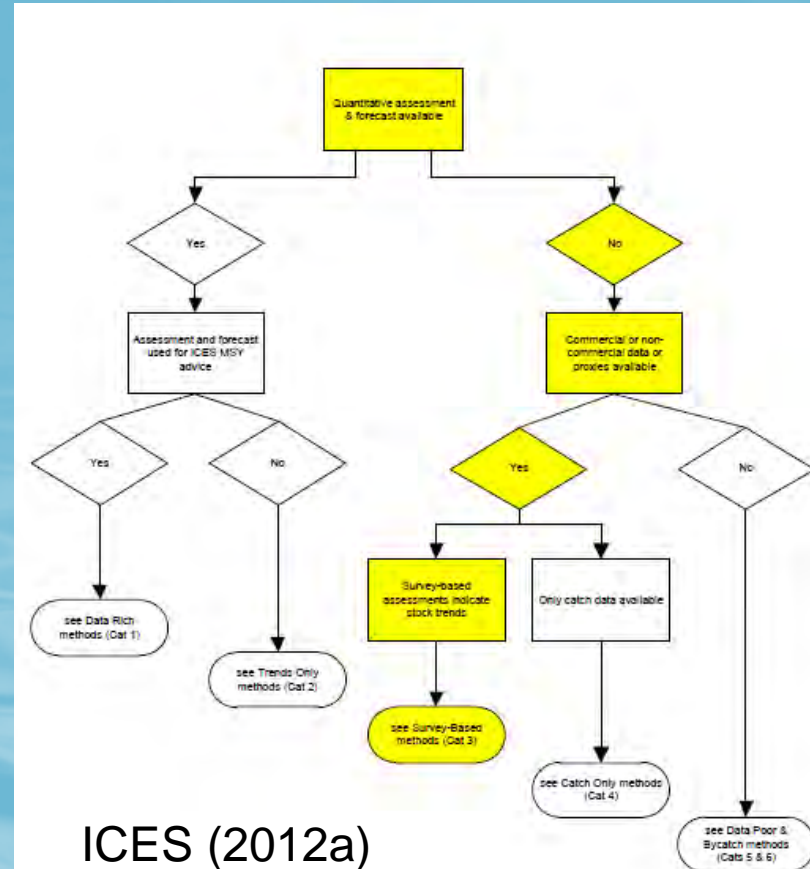 Quantitative assessment
& forecast available
Yes
No
Assessment and forecast
used for ICES MSY
advice
Commercial or non-
commercial data or
proxies available
Yes
No
Yes
No
Survey-based
assessments indicate
stock trends
Only catch data available
see Data Rich
methods (Cat 1)
see Trends Only
methods (Cat 2)
see Survey-Based
methods (Cat 3)
see Catch Only methods
(Cat 4)
see Data Poor &
Bycatch methods
(Cats 5 & 6)
ICES (2012a)